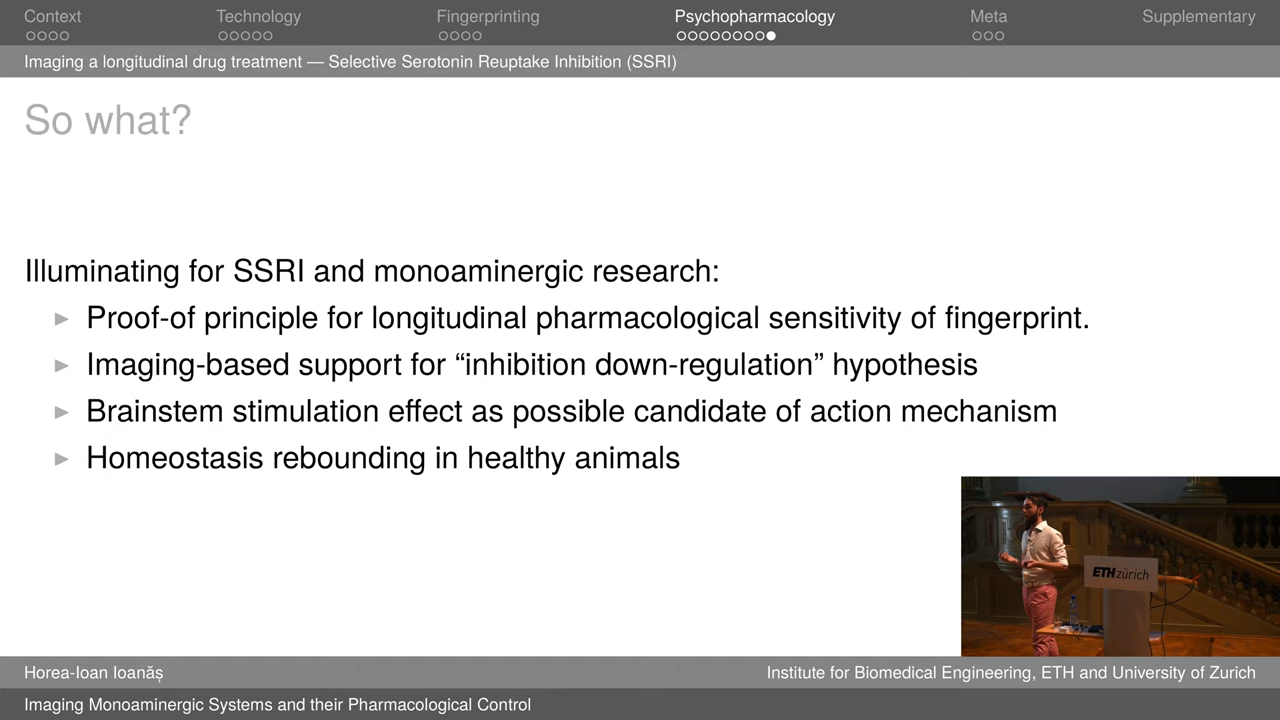 Context Technology Fingerprinting Psychopharmacology Meta Supplementary
Imaging a longitudinal drug treatment — Selective Serotonin Reuptake Inhibition (SSRI)
So what?
Illuminating for SSRI and monoaminergic research:
Proof-of principle for longitudinal pharmacological sensitivity of fingerprint.
Imaging-based support for “inhibition down-regulation” hypothesis
Brainstem stimulation effect as possible candidate of action mechanism
Homeostasis rebounding in healthy animals
ETH zürich
Horea-Ioan Ioanăș Institute for Biomedical Engineering, ETH and University of Zurich
Imaging Monoaminergic Systems and their Pharmacological Control